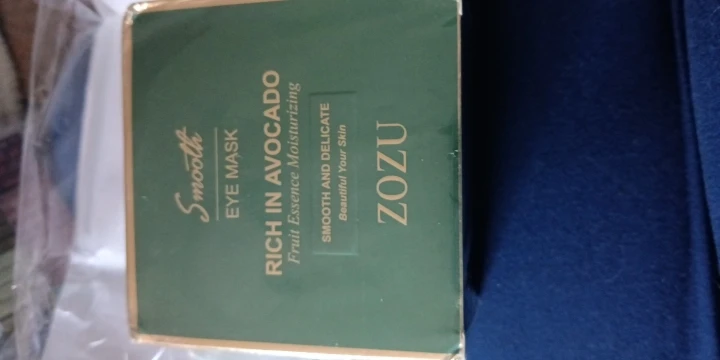 Smooth
EYE MASK
RICH IN AVOCADO
Fruit Essence Moisturizing
SMOOTH AND DELICATE
Beautiful Your Skin
ZOZU